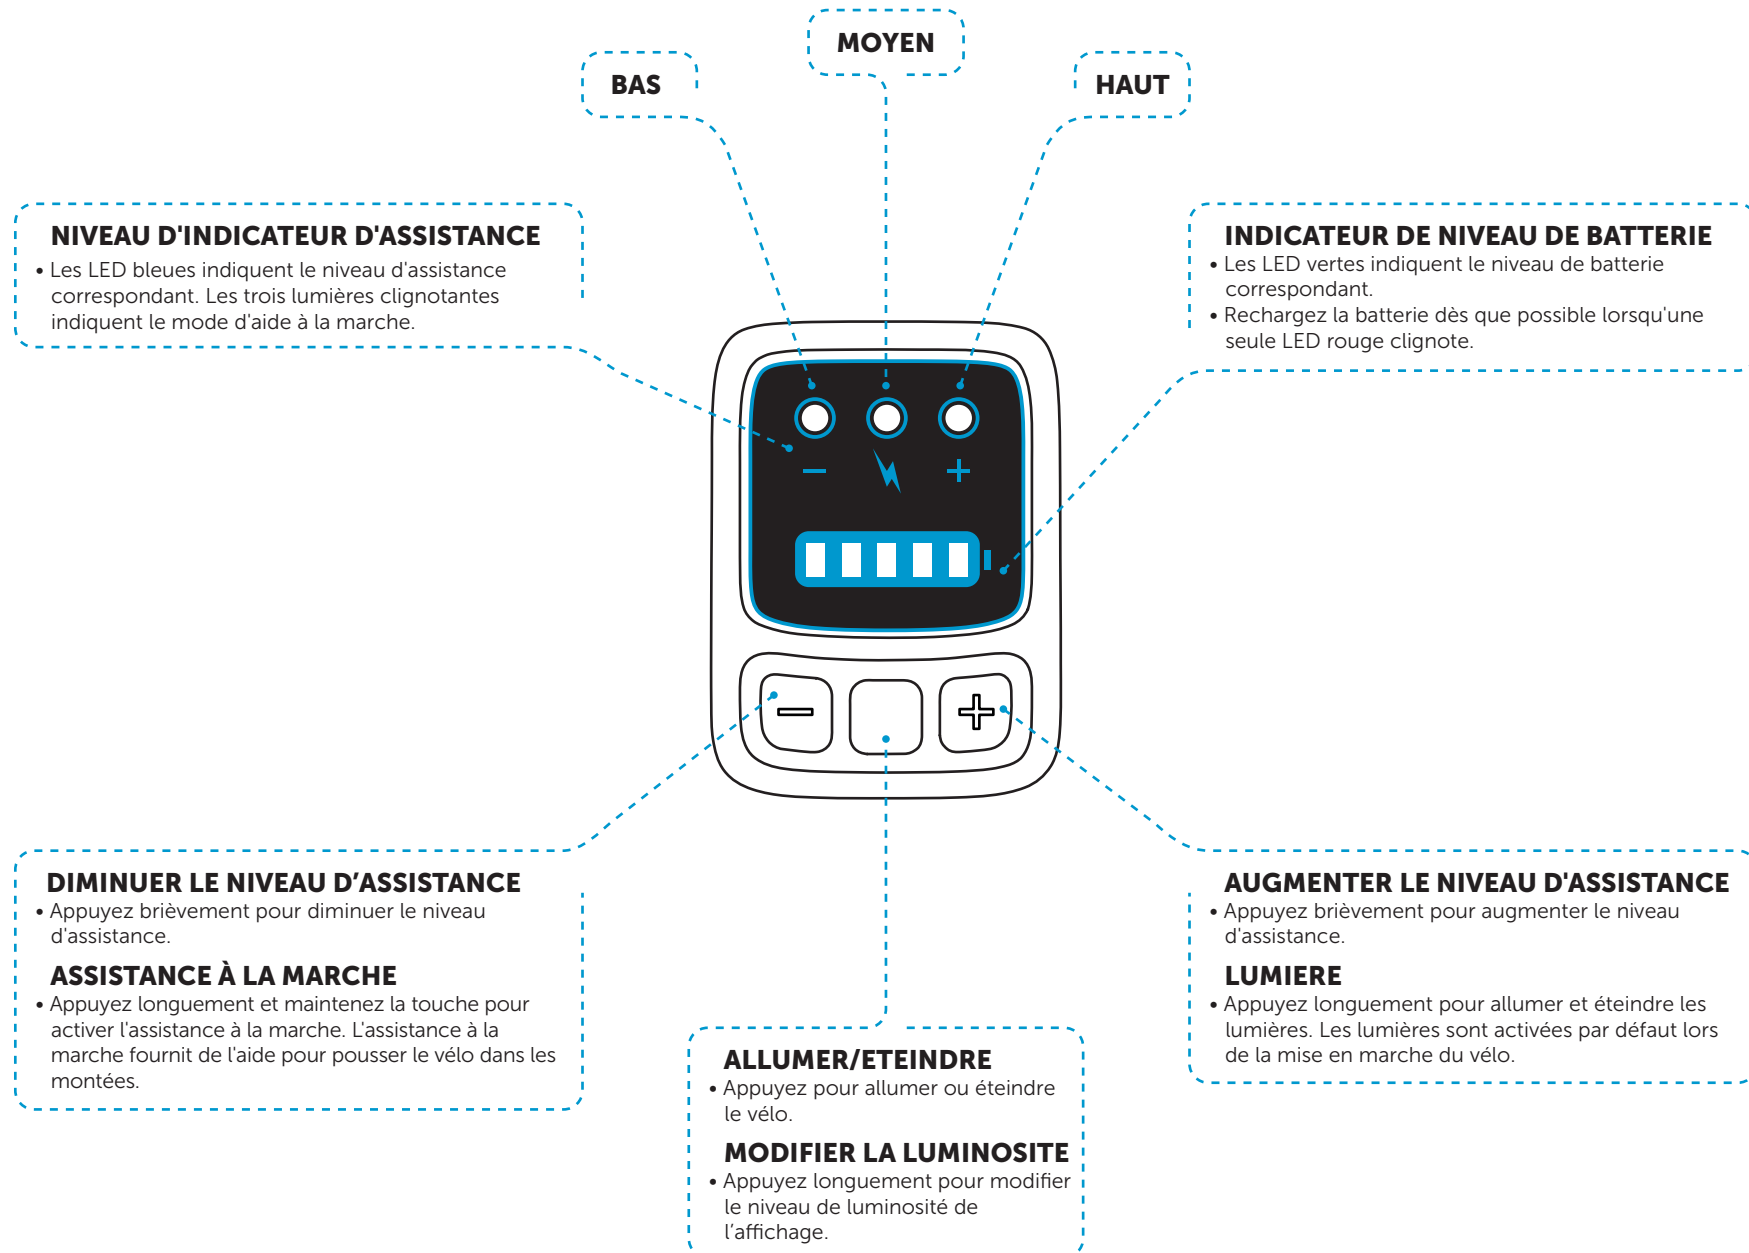 MOYEN
BAS
HAUT
NIVEAU D'INDICATEUR D'ASSISTANCE
• Les LED bleues indiquent le niveau d'assistance
correspondant. Les trois lumières clignotantes
indiquent le mode d'aide à la marche.
INDICATEUR DE NIVEAU DE BATTERIE
• Les LED vertes indiquent le niveau de batterie
correspondant.
• Rechargez la batterie dès que possible lorsqu'une
seule LED rouge clignote.
DIMINUER LE NIVEAU D’ASSISTANCE
• Appuyez brièvement pour diminuer le niveau
d'assistance.
ASSISTANCE À LA MARCHE
• Appuyez longuement et maintenez la touche pour
activer l'assistance à la marche. L'assistance à la
marche fournit de l'aide pour pousser le vélo dans les
montées.
ALLUMER/ETEINDRE
• Appuyez pour allumer ou éteindre
le vélo.
MODIFIER LA LUMINOSITE
• Appuyez longuement pour modifier
le niveau de luminosité de
l’affichage.
AUGMENTER LE NIVEAU D'ASSISTANCE
• Appuyez brièvement pour augmenter le niveau
d'assistance.
LUMIERE
• Appuyez longuement pour allumer et éteindre les
lumières. Les lumières sont activées par défaut lors
de la mise en marche du vélo.